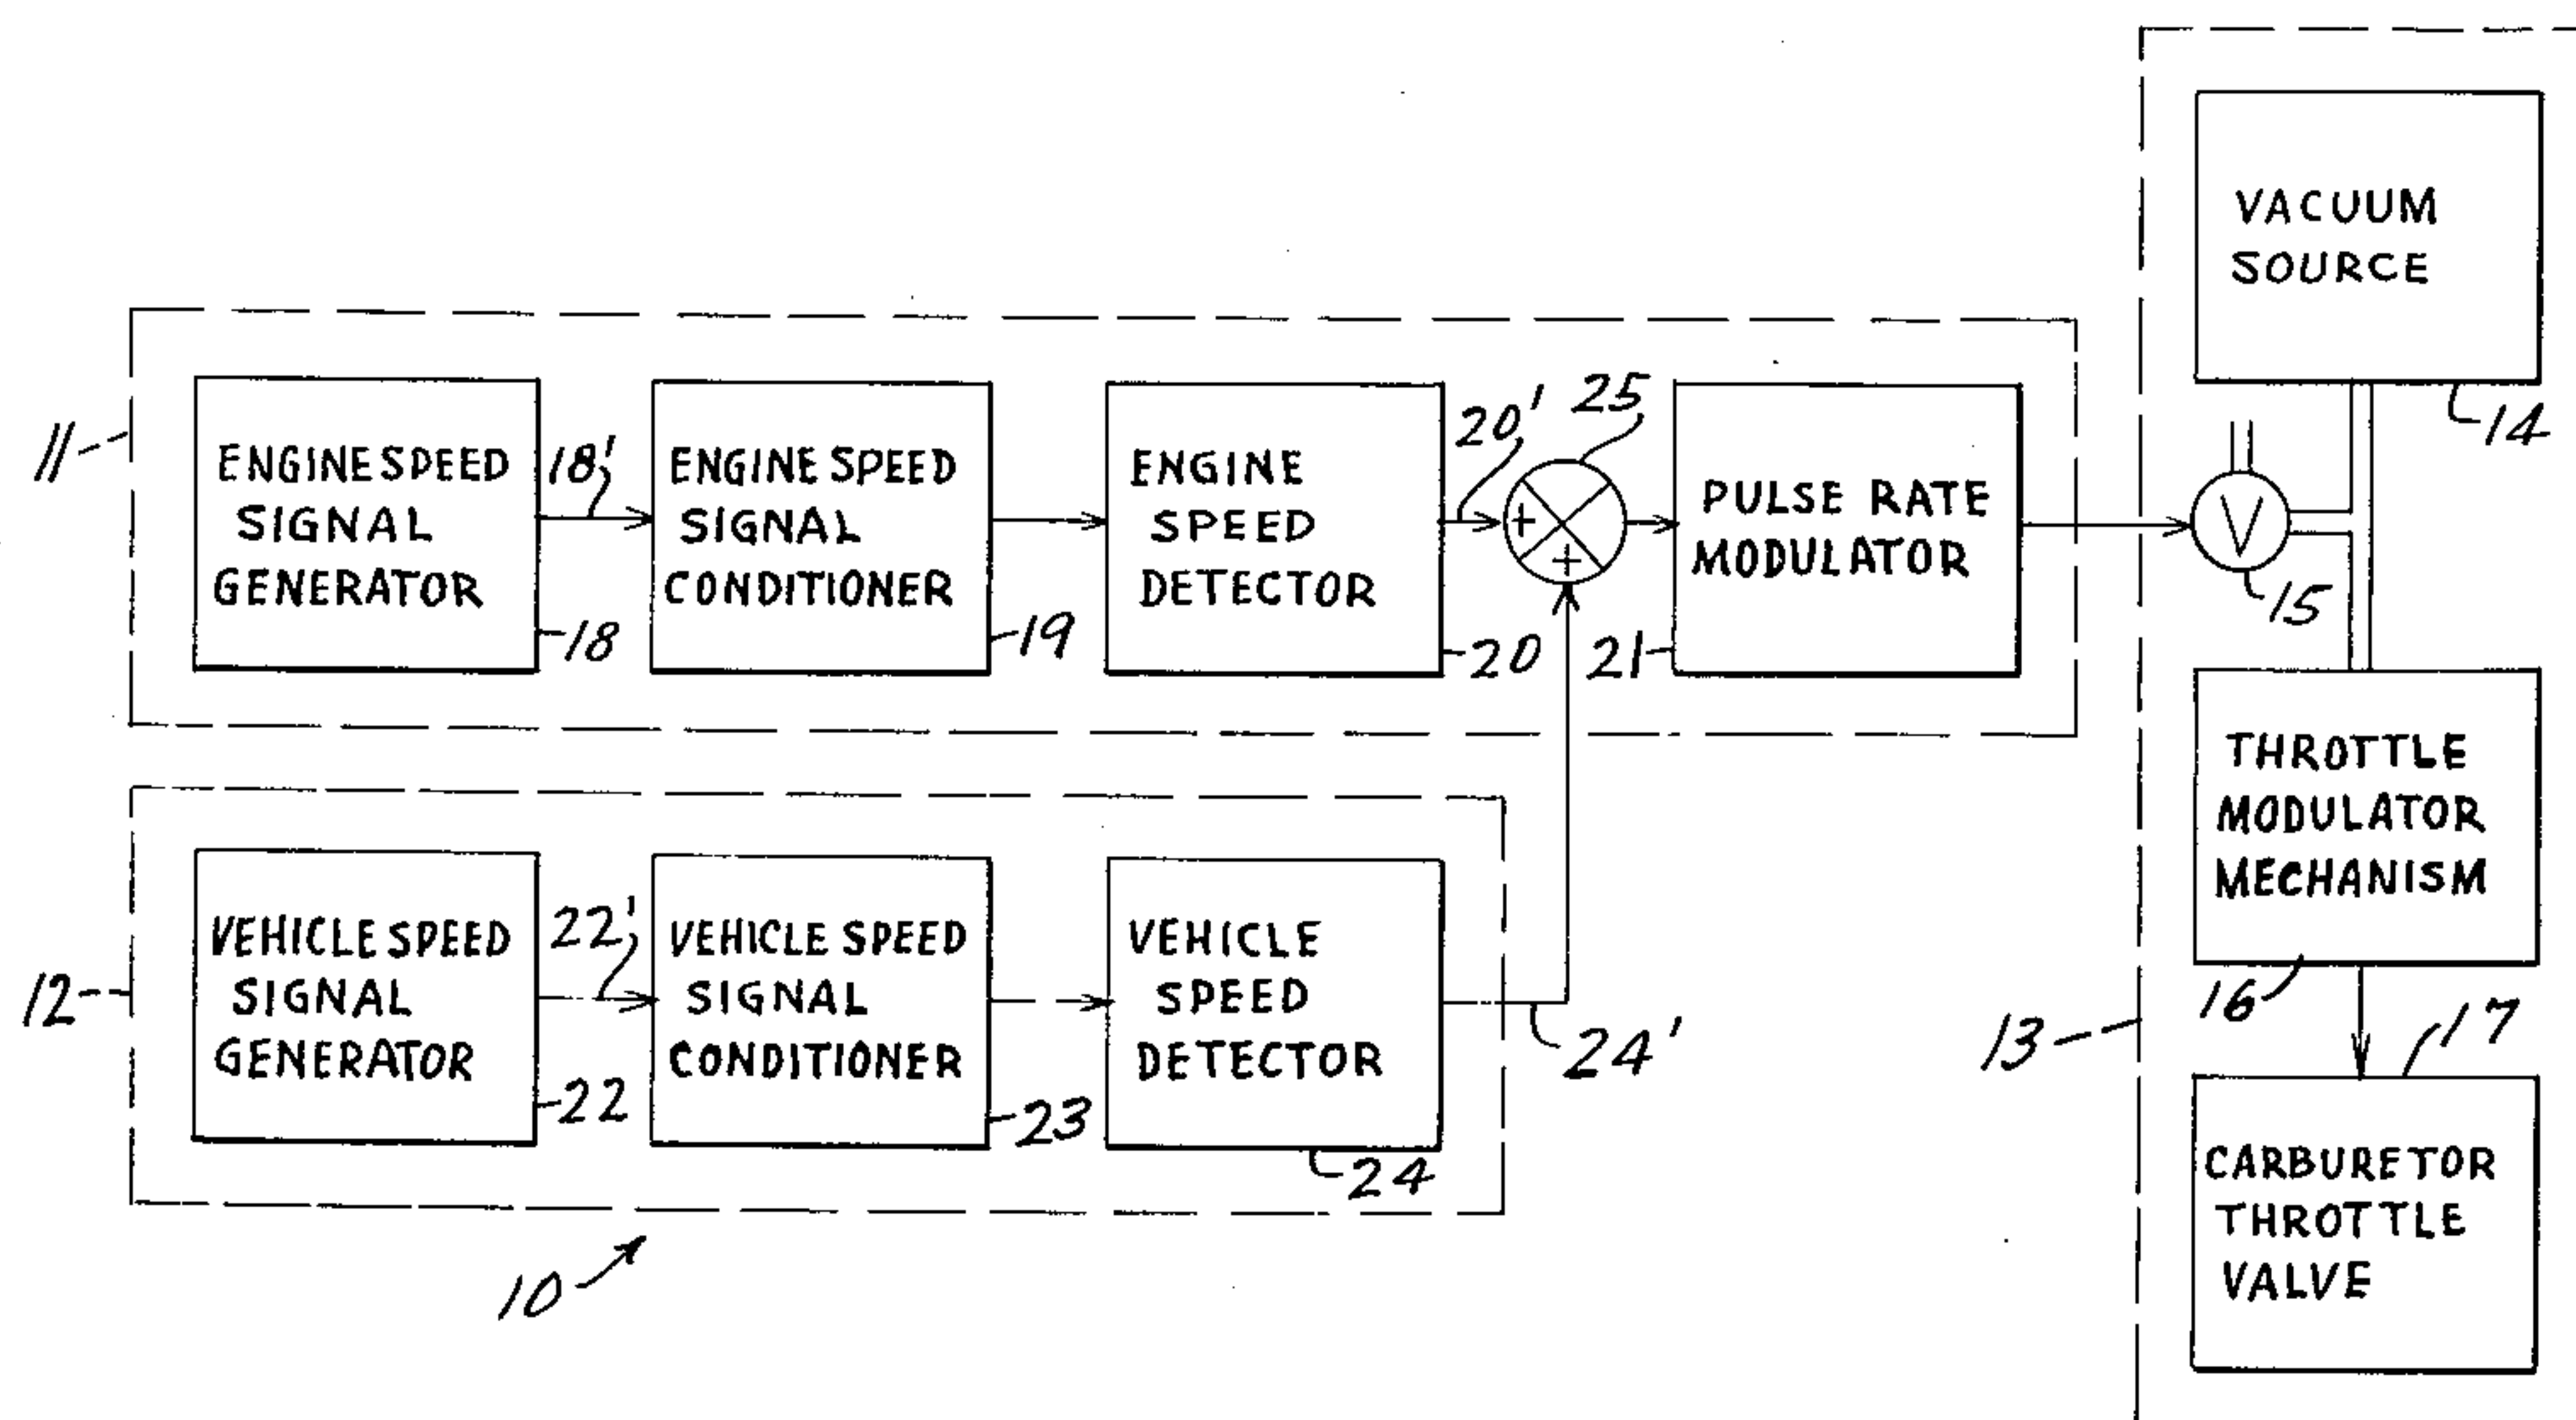 VACUUM
SOURCE
14
11
ENGINE SPEED
SIGNAL
GENERATOR
18
18'
ENGINE SPEED
SIGNAL
CONDITIONER
19
ENGINE
SPEED
DETECTOR
20
20'
25
+
+
PULSE RATE
MODULATOR
21
V
15
THROTTLE
MODULATOR
MECHANISM
16
12
VEHICLE SPEED
SIGNAL
GENERATOR
22
22'
VEHICLE SPEED
SIGNAL
CONDITIONER
23
VEHICLE
SPEED
DETECTOR
24
24'
13
17
CARBURETOR
THROTTLE
VALVE
10